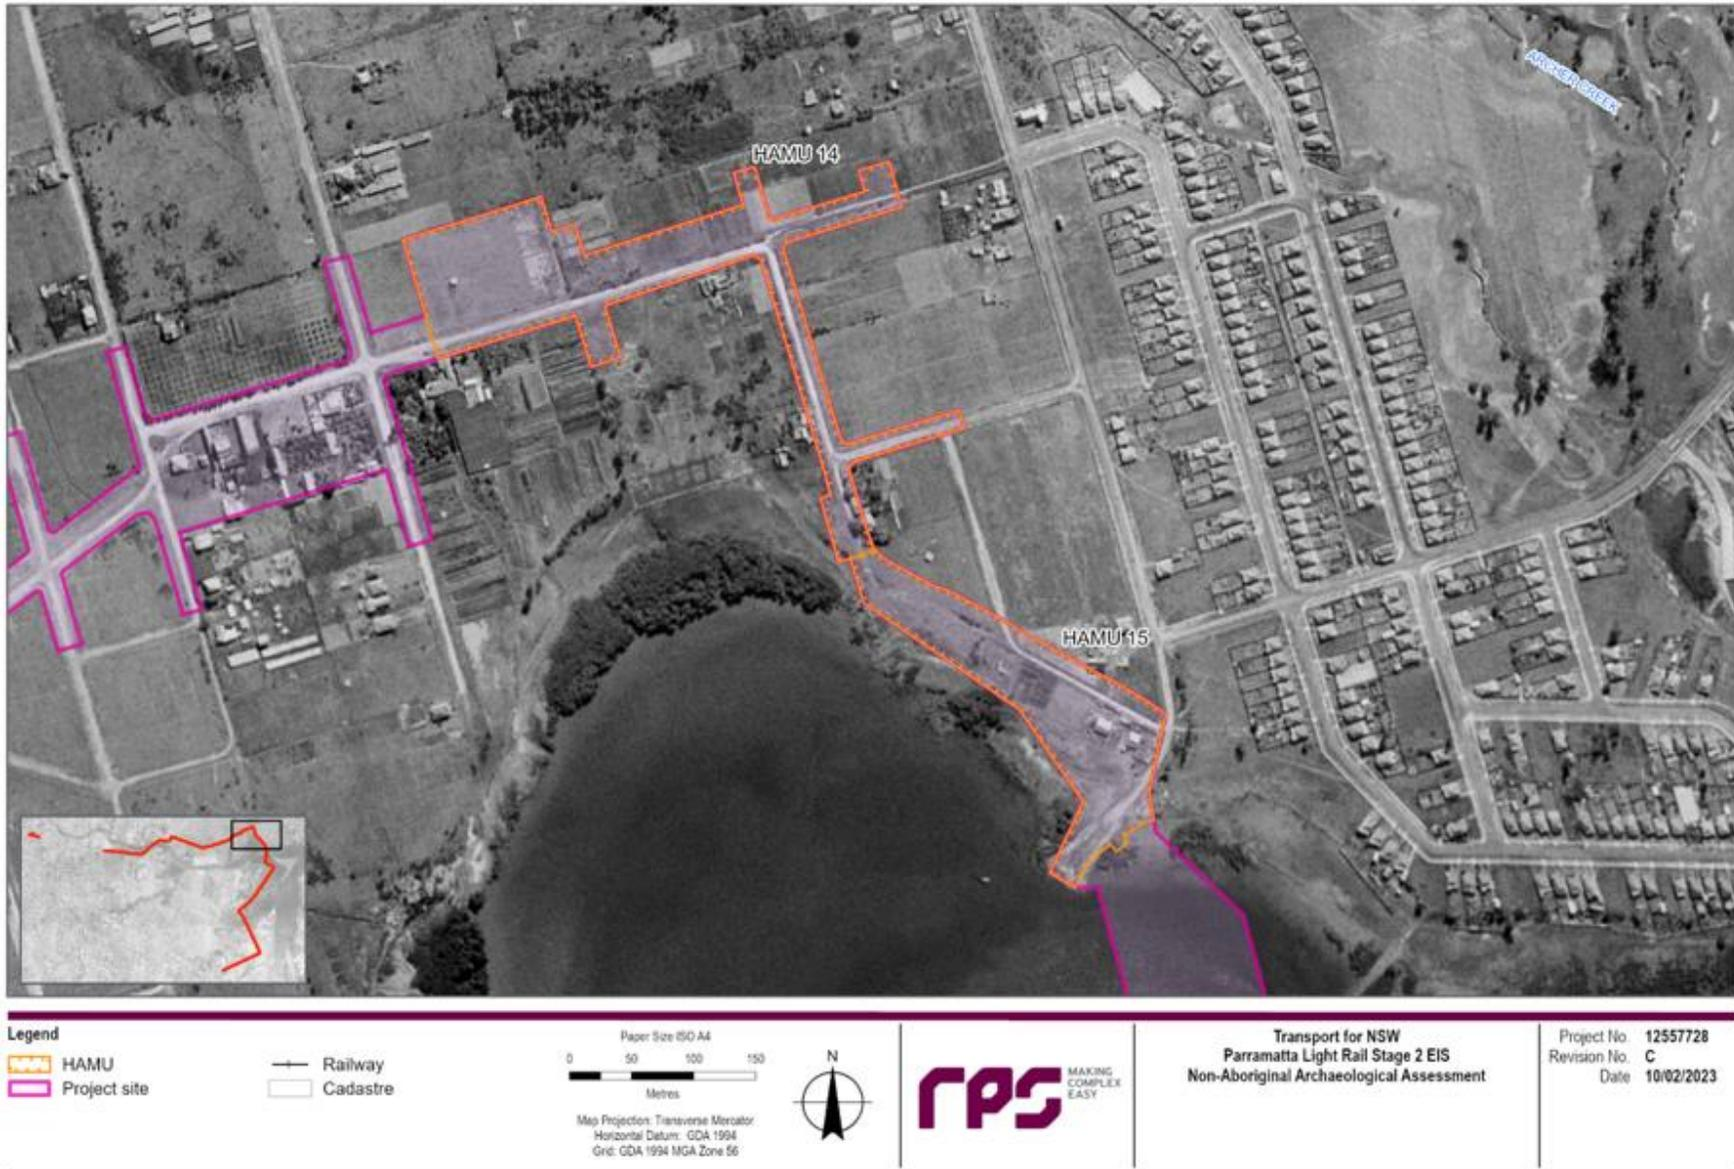 ARCHER CREEK
HAMU 14
HAMU 15
Legend
HAMU
Project site
Railway
Cadastre
Paper Size ISO A4
0 50 100 150
Metres
Map Projection: Transverse Mercator
Horizontal Datum: GDA 1994
Grid: GDA 1994 MGA Zone 56
N
rps
MAKING
COMPLEX
EASY
Transport for NSW
Parramatta Light Rail Stage 2 EIS
Non-Aboriginal Archaeological Assessment
Project No. 12557728
Revision No. C
Date 10/02/2023